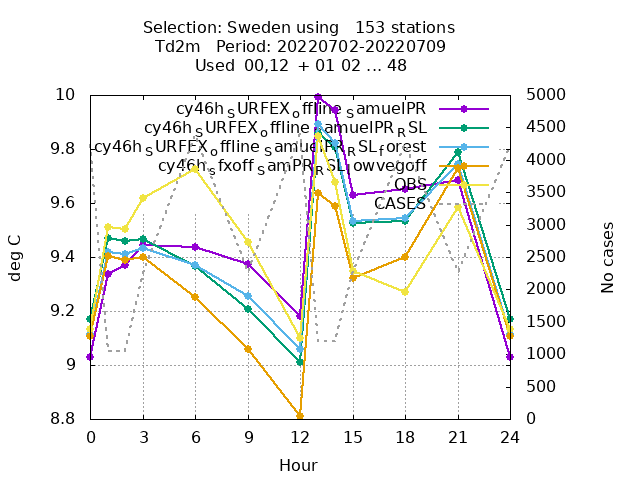 Selection: Sweden using 153 stations
Td2m Period: 20220702-20220709
Used 00,12 + 01 02 ... 48
10
9.8
9.6
9.4
9.2
9
8.8
deg C
5000
4500
4000
3500
3000
2500
2000
1500
1000
500
0
No cases
cy46h_SURFEX_offline_samuelPR
cy46h_SURFEX_offline_samuelPR_RSL
cy46h_SURFEX_offline_samuelPR_RSL_forest
cy46h_sfxoff_SamPR_RSL_lowvegoff
OBS
CASES
0 3 6 9 12 15 18 21 24
Hour